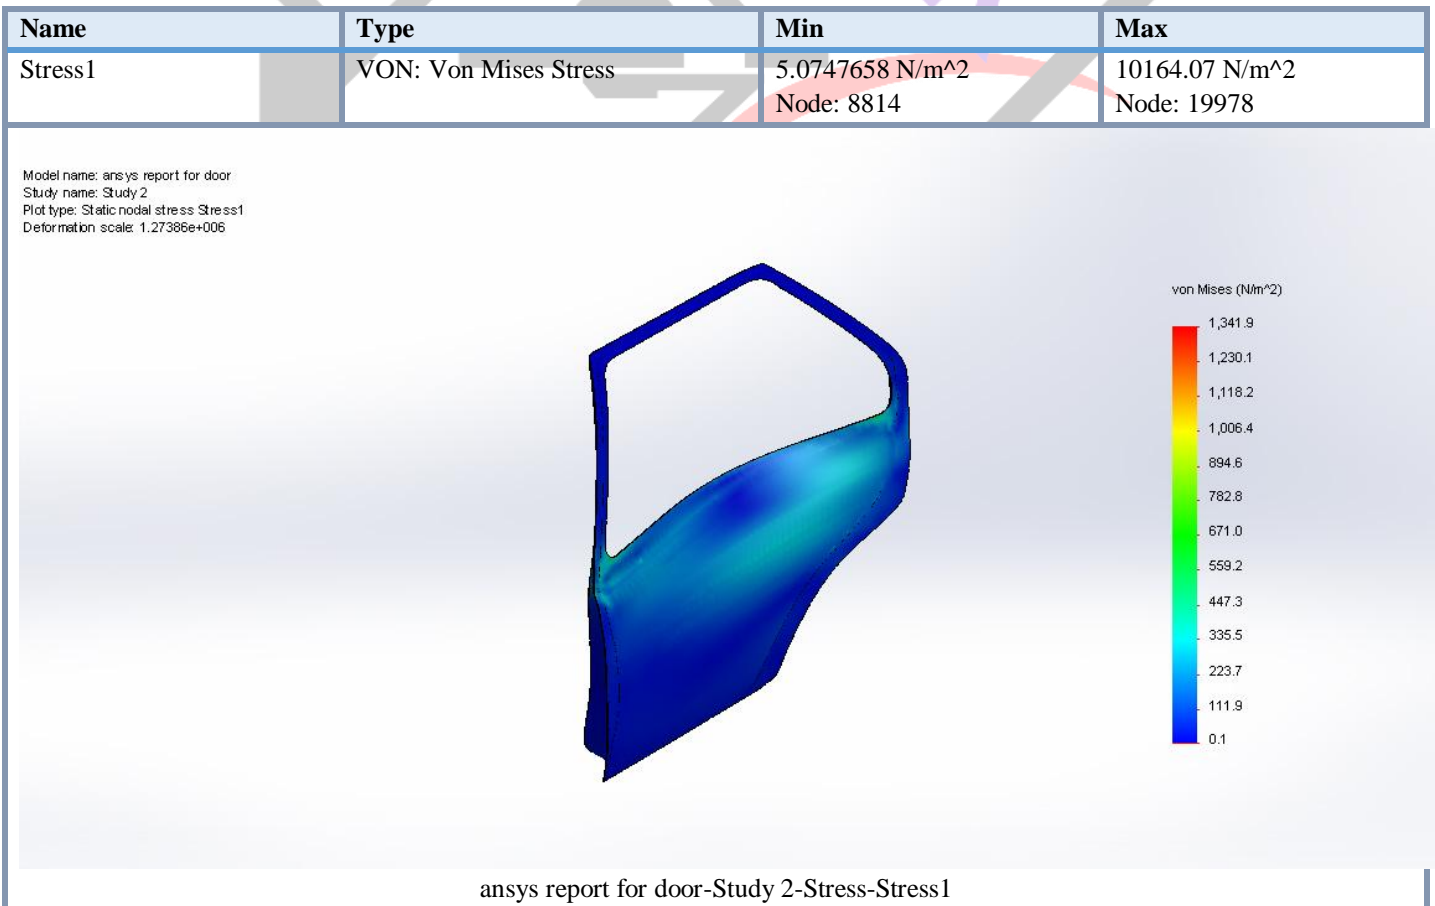 Name Type Min Max
Stress1 VON: Von Mises Stress 5.0747658 N/m^2 10164.07 N/m^2
Node: 8814 Node: 19978
Model name: ansys report for door
Study name: Study 2
Plot type: Static nodal stress Stress1
Deformation scale: 1.27386e+006
von Mises (N/m^2)
1,341.9
1,230.1
1,118.2
1,006.4
894.6
782.8
671.0
559.2
447.3
335.5
223.7
111.9
0.1
ansys report for door-Study 2-Stress-Stress1